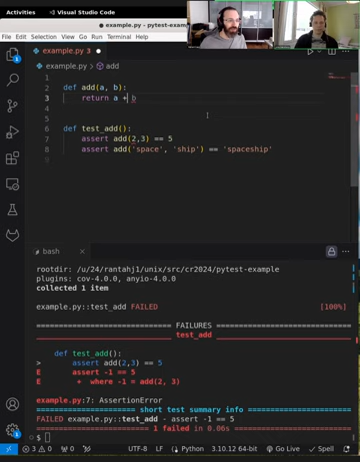 Activities Visual Studio Code
example.py - pytest-exampl
File Edit Selection View Go Run
example.py 3
example.py > add
1
2 def add(a, b):
3 return a + b
4
5
6 def test_add():
7 assert add(2,3) == 5
8 assert add('space', 'ship') == 'spaceship'
9
bash
rootdir: /u/24/rantahj1/unix/src/cr2024/pytest-example
plugins: cov-4.0.0, anyio-4.0.0
collected 1 item
example.py::test_add FAILED [100%]
============================== FAILURES ==============================
test_add
def test_add():
> assert add(2,3) == 5
E assert -1 == 5
E + where -1 = add(2, 3)
example.py:7: AssertionError
short test summary info
FAILED example.py::test_add - assert -1 == 5
1 failed in 0.06s
$
3 0 0 UTF-8 LF Python 3.10.12 64-bit Go Live Spell